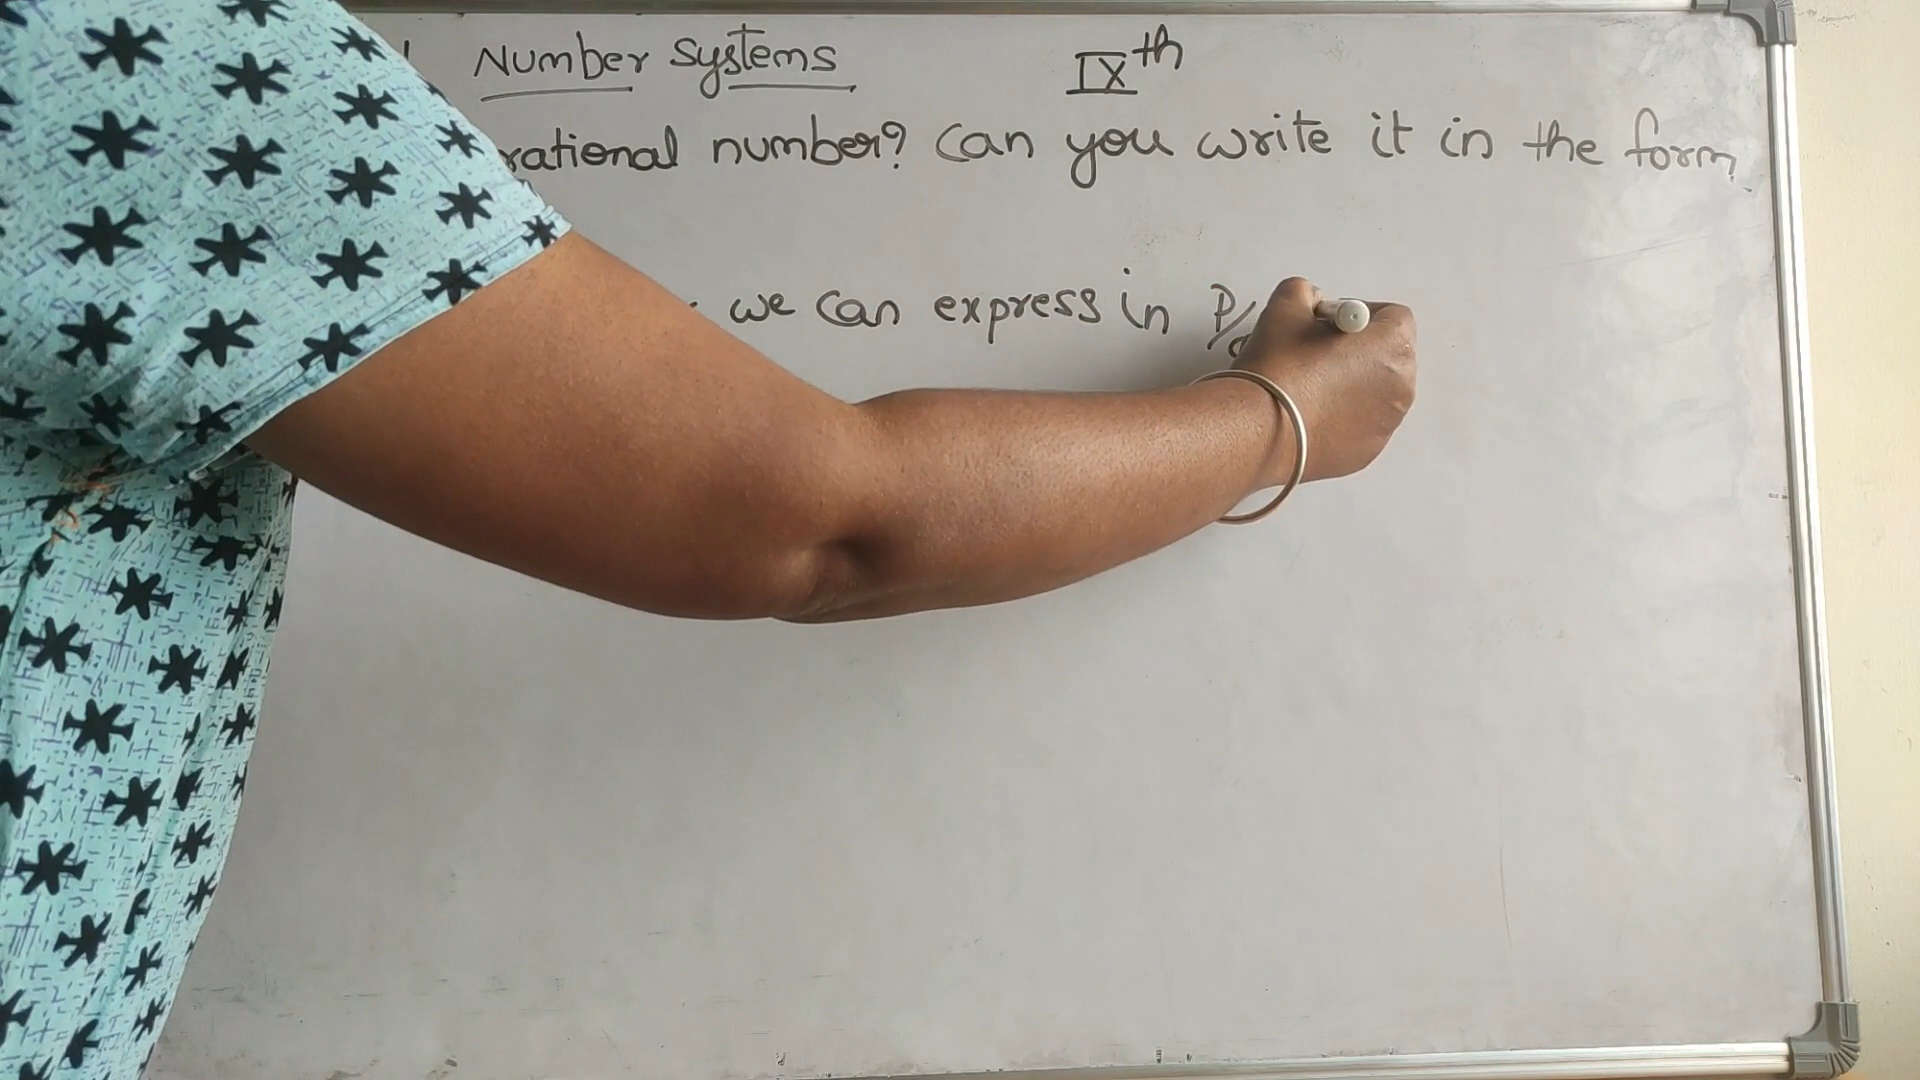 Number Systems IXth
rational number? Can you write it in the form
we can express in P/